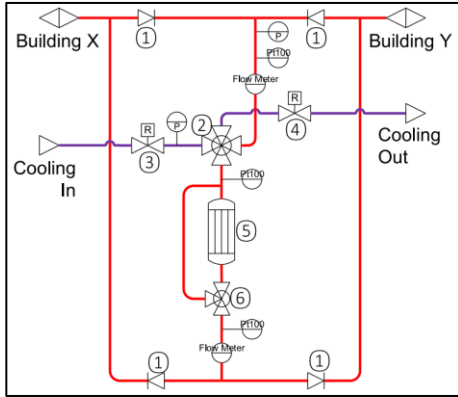 Building X
1
1
Building Y
P
Pt100
Flow Meter
R
P
2
R
4
3
Cooling
In
Cooling
Out
Pt100
5
6
Pt100
Flow Meter
1
1